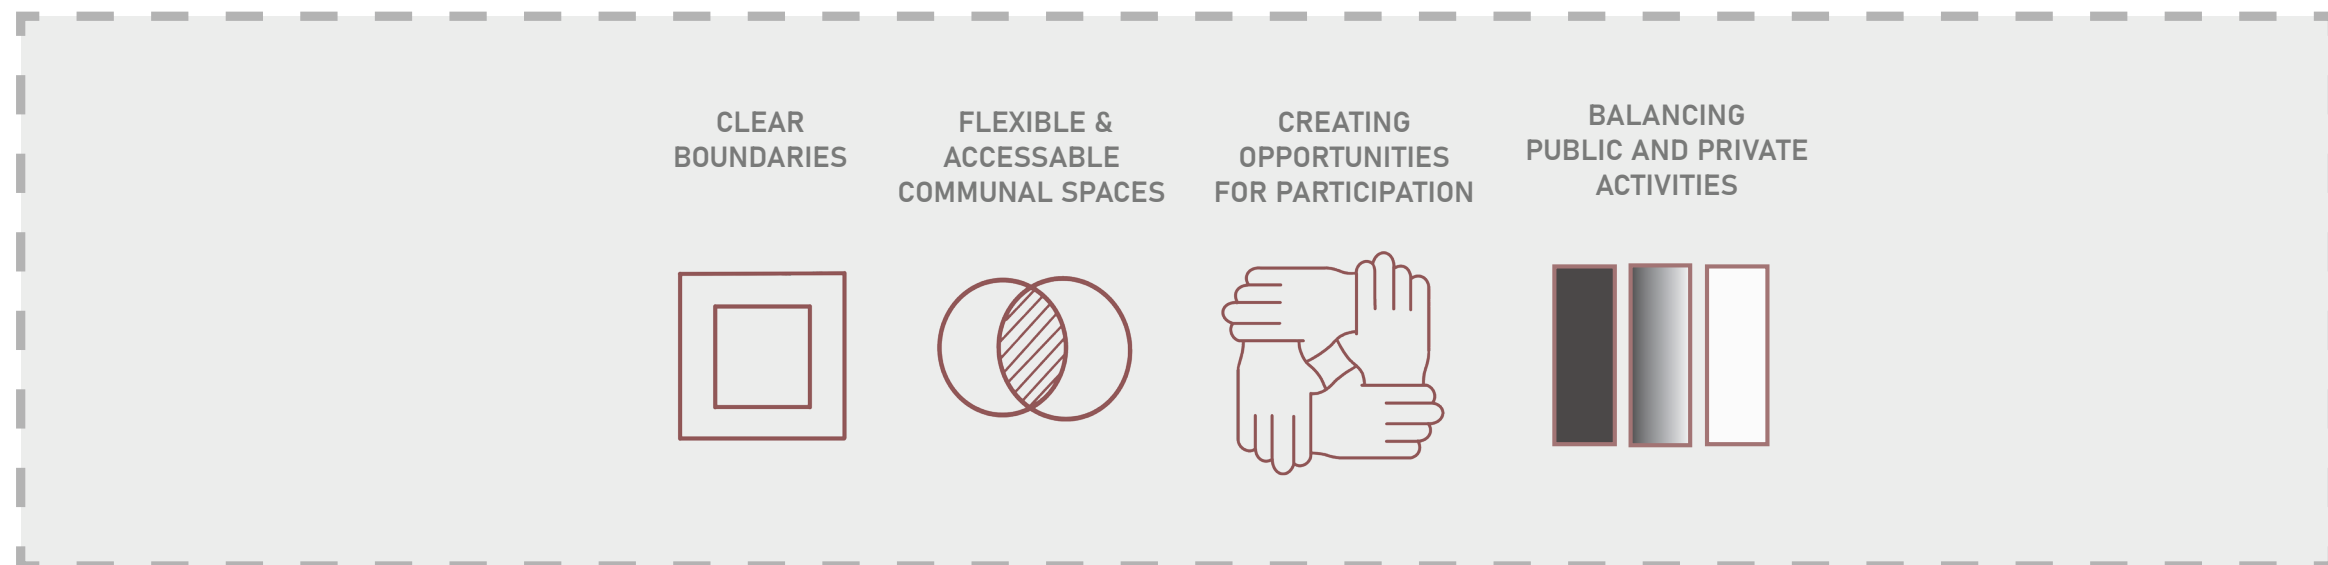 CLEAR
BOUNDARIES
FLEXIBLE &
ACCESSABLE
COMMUNAL SPACES
CREATING
OPPORTUNITIES
FOR PARTICIPATION
BALANCING
PUBLIC AND PRIVATE
ACTIVITIES